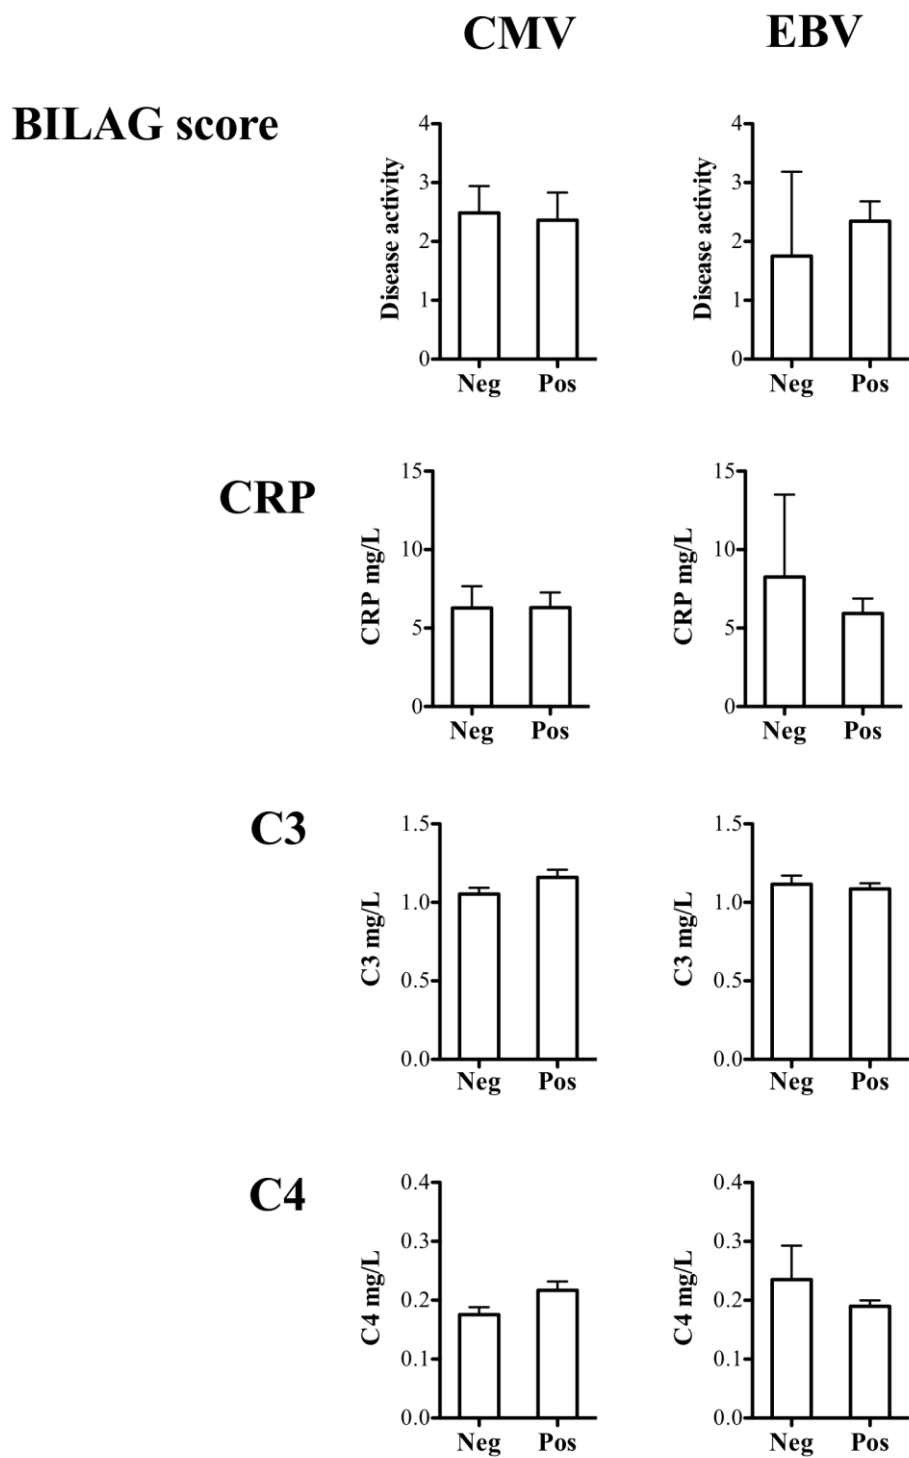 CMV
EBV
BILAG score
Disease activity
4
3
2
1
0
Neg Pos
Disease activity
4
3
2
1
0
Neg Pos
CRP
CRP mg/L
15
10
5
0
Neg Pos
CRP mg/L
15
10
5
0
Neg Pos
C3
C3 mg/L
1.5
1.0
0.5
0.0
Neg Pos
C3 mg/L
1.5
1.0
0.5
0.0
Neg Pos
C4
C4 mg/L
0.4
0.3
0.2
0.1
0.0
Neg Pos
C4 mg/L
0.4
0.3
0.2
0.1
0.0
Neg Pos